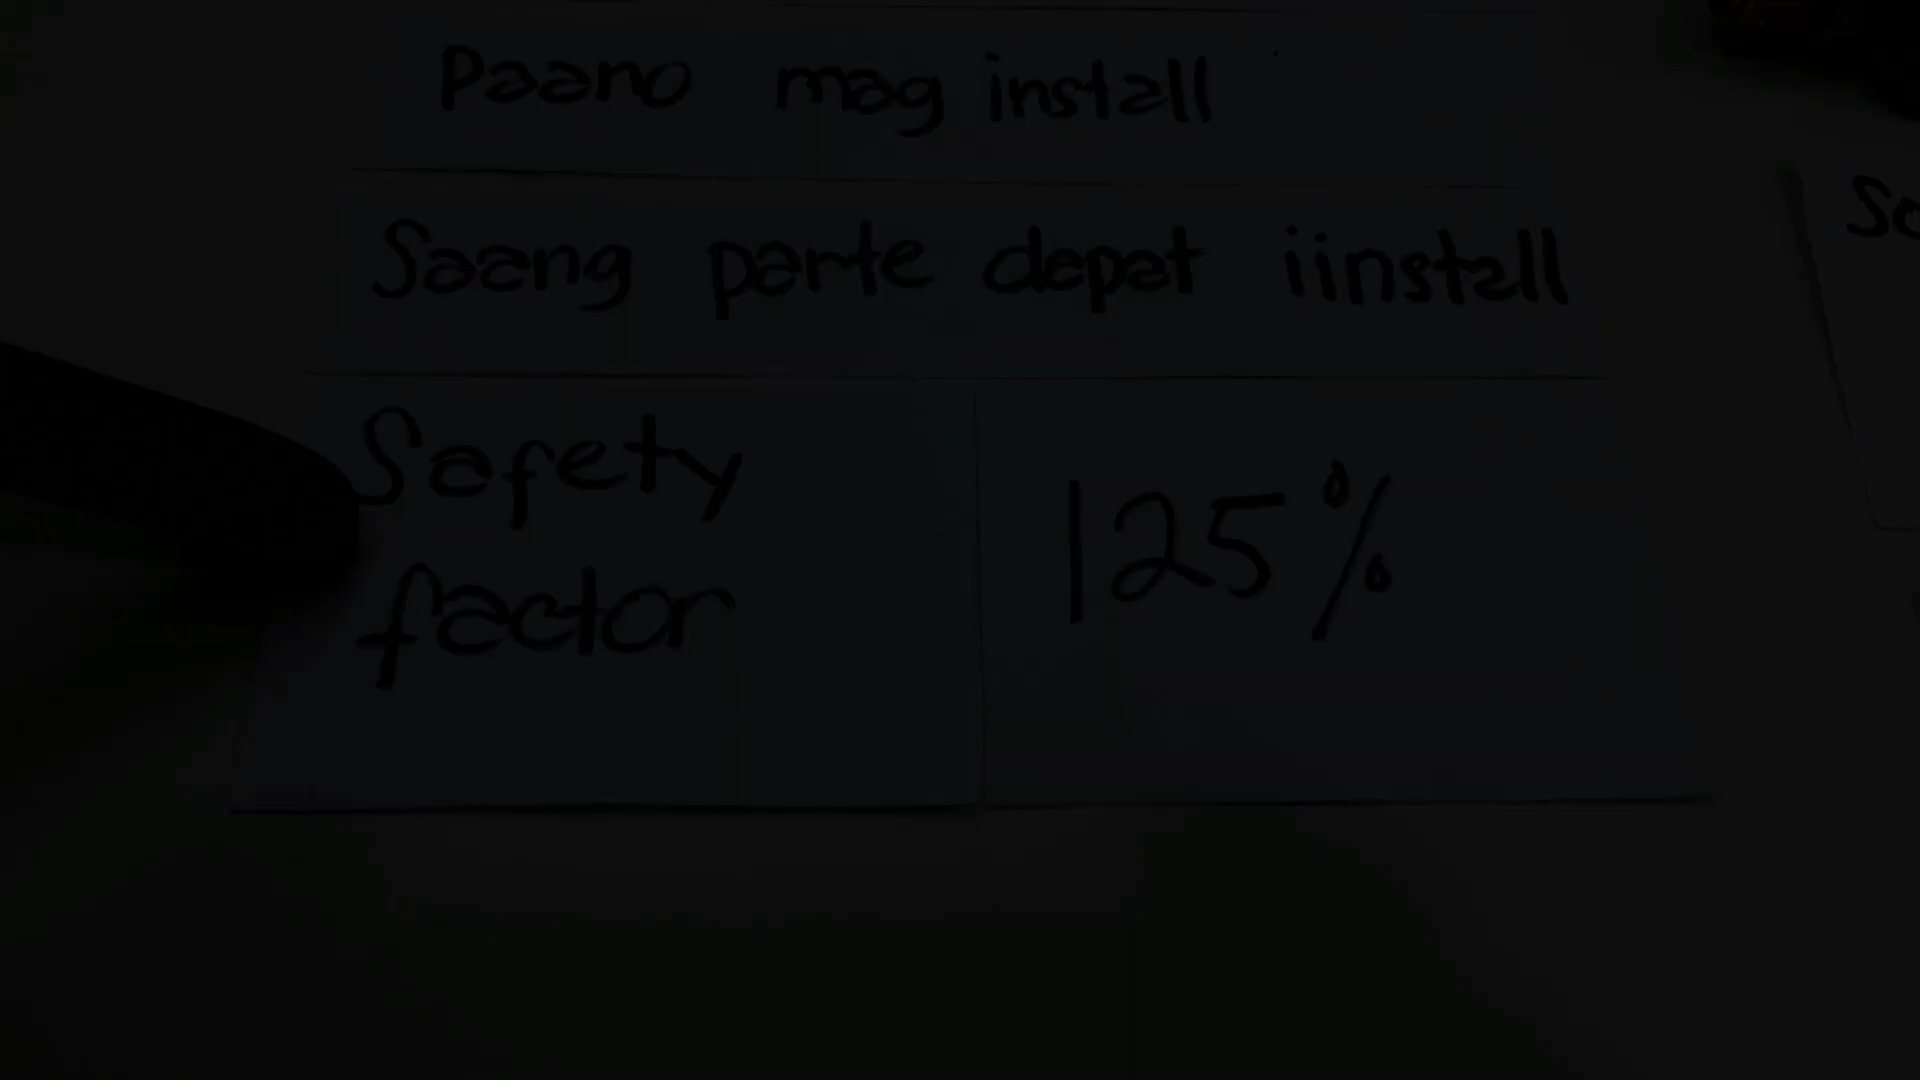 Paano mag install
Saang parte dapat iinstall
Safety
factor
125%